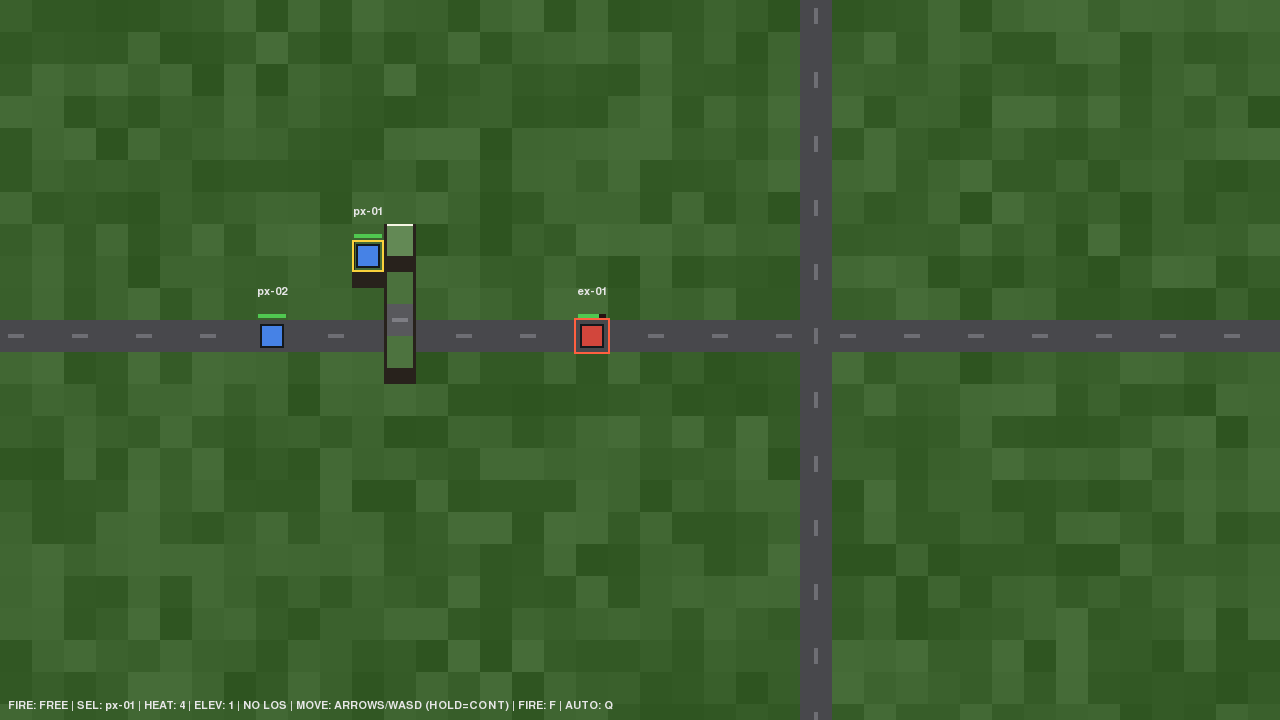 px-01
px-02
ex-01
FIRE: FREE | SEL: px-01 | HEAT: 4 | ELEV: 1 | NO LOS | MOVE: ARROWS/WASD (HOLD=CONT) | FIRE: F | AUTO: Q